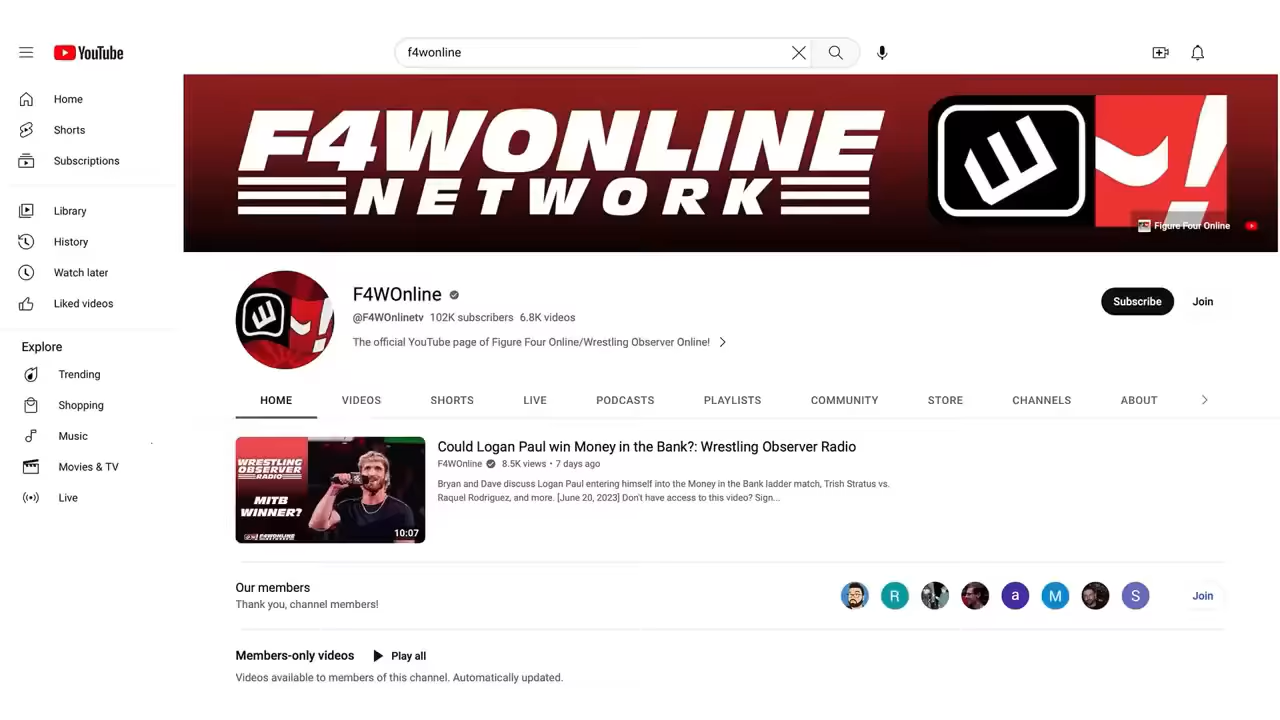 YouTube
f4wonline
Home
Shorts
Subscriptions
Library
History
Watch later
Liked videos
Explore
Trending
Shopping
Music
Movies & TV
Live
F4WONLINE
NETWORK
Figure Four Online
F4WOnline
@F4WOnlinetv 102K subscribers 6.8K videos
The official YouTube page of Figure Four Online/Wrestling Observer Online!
Subscribe
Join
HOME VIDEOS SHORTS LIVE PODCASTS PLAYLISTS COMMUNITY STORE CHANNELS ABOUT
WRESTLING
OBSERVER
RADIO
MITB
WINNER?
F4WONLINE
10:07
Could Logan Paul win Money in the Bank?: Wrestling Observer Radio
F4WOnline 8.5K views • 7 days ago
Bryan and Dave discuss Logan Paul entering himself into the Money in the Bank ladder match, Trish Stratus vs.
Raquel Rodriguez, and more. [June 20, 2023] Don't have access to this video? Sign...
Our members
Thank you, channel members!
R a M S
Join
Members-only videos Play all
Videos available to members of this channel. Automatically updated.